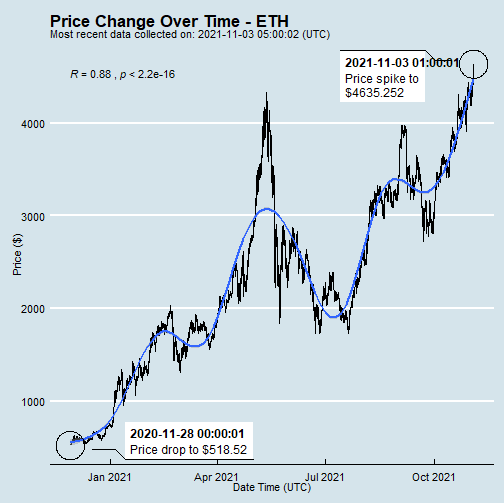 Price Change Over Time - ETH
Most recent data collected on: 2021-11-03 05:00:02 (UTC)
2021-11-03 01:00:01
Price spike to
$4635.252
R = 0.88 , p < 2.2e-16
4000
3000
2000
1000
Price ($)
2020-11-28 00:00:01
Price drop to $518.52
Jan 2021
Apr 2021
Jul 2021
Oct 2021
Date Time (UTC)